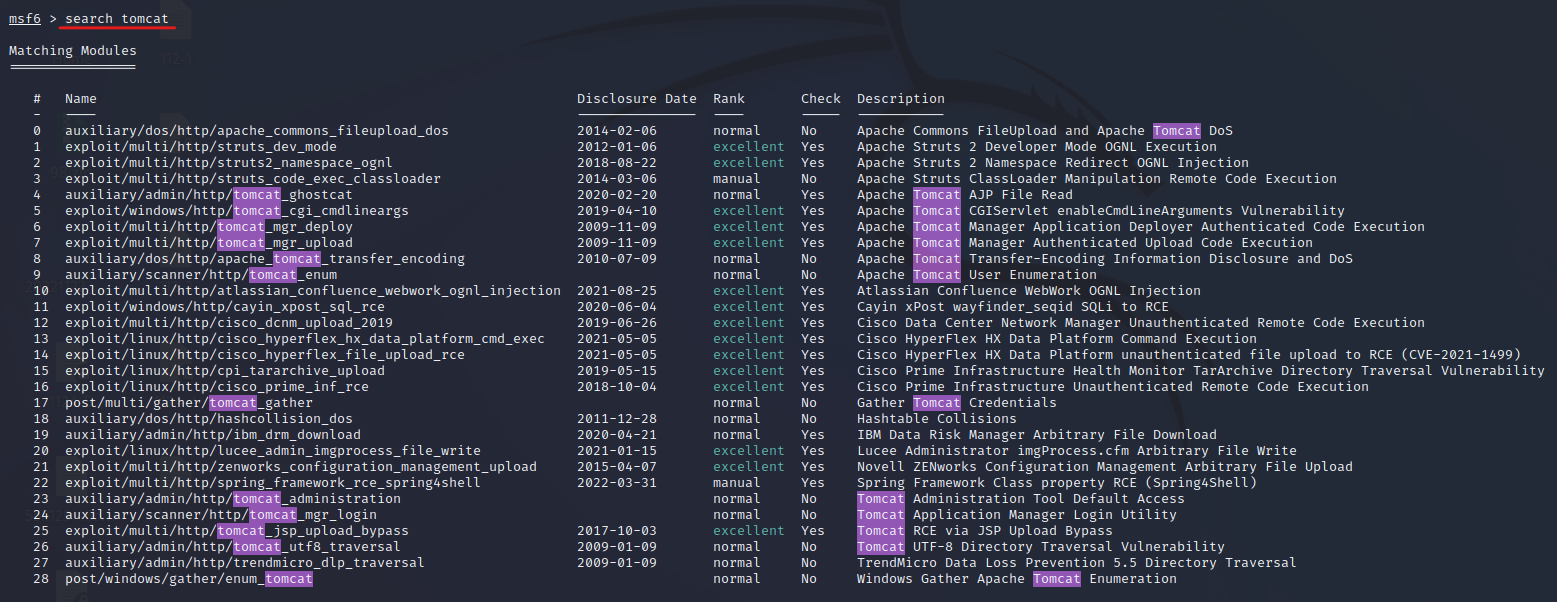 msf6 > search tomcat
Matching Modules
# Name Disclosure Date Rank Check Description
0 auxiliary/dos/http/apache_commons_fileupload_dos 2014-02-06 normal No Apache Commons FileUpload and Apache Tomcat DoS
1 exploit/multi/http/struts_dev_mode 2012-01-06 excellent Yes Apache Struts 2 Developer Mode OGNL Execution
2 exploit/multi/http/struts2_namespace_ognl 2018-08-22 excellent Yes Apache Struts 2 Namespace Redirect OGNL Injection
3 exploit/multi/http/struts_code_exec_classloader 2014-03-06 manual No Apache Struts ClassLoader Manipulation Remote Code Execution
4 auxiliary/admin/http/tomcat_ghostcat 2020-02-20 normal Yes Apache Tomcat AJP File Read
5 exploit/windows/http/tomcat_cgi_cmdlineargs 2019-04-10 excellent Yes Apache Tomcat CGIServlet enableCmdLineArguments Vulnerability
6 exploit/multi/http/tomcat_mgr_deploy 2009-11-09 excellent Yes Apache Tomcat Manager Application Deployer Authenticated Code Execution
7 exploit/multi/http/tomcat_mgr_upload 2009-11-09 excellent Yes Apache Tomcat Manager Authenticated Upload Code Execution
8 auxiliary/dos/http/apache_tomcat_transfer_encoding 2010-07-09 normal No Apache Tomcat Transfer-Encoding Information Disclosure and DoS
9 auxiliary/scanner/http/tomcat_enum normal No Apache Tomcat User Enumeration
10 exploit/multi/http/atlassian_confluence_webwork_ognl_injection 2021-08-25 excellent Yes Atlassian Confluence WebWork OGNL Injection
11 exploit/windows/http/cayin_xpost_sql_rce 2020-06-04 excellent Yes Cayin xPost wayfinder_seqid SQLi to RCE
12 exploit/multi/http/cisco_dcnm_upload_2019 2019-06-26 excellent Yes Cisco Data Center Network Manager Unauthenticated Remote Code Execution
13 exploit/linux/http/cisco_hyperflex_hx_data_platform_cmd_exec 2021-05-05 excellent Yes Cisco HyperFlex HX Data Platform Command Execution
14 exploit/linux/http/cisco_hyperflex_file_upload_rce 2021-05-05 excellent Yes Cisco HyperFlex HX Data Platform unauthenticated file upload to RCE (CVE-2021-1499)
15 exploit/linux/http/cpi_tararchive_upload 2019-05-15 excellent Yes Cisco Prime Infrastructure Health Monitor TarArchive Directory Traversal Vulnerability
16 exploit/linux/http/cisco_prime_inf_rce 2018-10-04 excellent Yes Cisco Prime Infrastructure Unauthenticated Remote Code Execution
17 post/multi/gather/tomcat_gather normal No Gather Tomcat Credentials
18 auxiliary/dos/http/hashcollision_dos 2011-12-28 normal No Hashtable Collisions
19 auxiliary/admin/http/ibm_drm_download 2020-04-21 normal Yes IBM Data Risk Manager Arbitrary File Download
20 exploit/linux/http/lucee_admin_imgprocess_file_write 2021-01-15 excellent Yes Lucee Administrator imgProcess.cfm Arbitrary File Write
21 exploit/multi/http/zenworks_configuration_management_upload 2015-04-07 excellent Yes Novell ZENworks Configuration Management Arbitrary File Upload
22 exploit/multi/http/spring_framework_rce_spring4shell 2022-03-31 manual Yes Spring Framework Class property RCE (Spring4Shell)
23 auxiliary/admin/http/tomcat_administration normal No Tomcat Administration Tool Default Access
24 auxiliary/scanner/http/tomcat_mgr_login normal No Tomcat Application Manager Login Utility
25 exploit/multi/http/tomcat_jsp_upload_bypass 2017-10-03 excellent Yes Tomcat RCE via JSP Upload Bypass
26 auxiliary/admin/http/tomcat_utf8_traversal 2009-01-09 normal No Tomcat UTF-8 Directory Traversal Vulnerability
27 auxiliary/admin/http/trendmicro_dlp_traversal 2009-01-09 normal No TrendMicro Data Loss Prevention 5.5 Directory Traversal
28 post/windows/gather/enum_tomcat normal No Windows Gather Apache Tomcat Enumeration